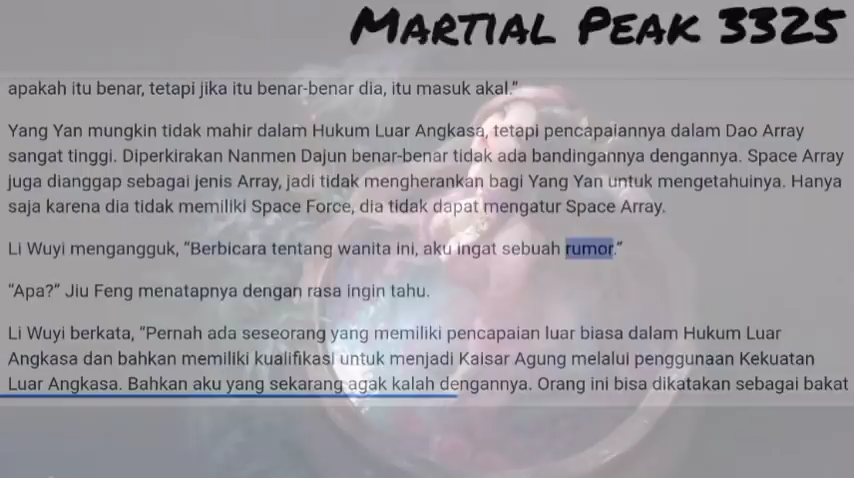 MARTIAL PEAK 3325
apakah itu benar, tetapi jika itu benar-benar dia, itu masuk akal.”
Yang Yan mungkin tidak mahir dalam Hukum Luar Angkasa, tetapi pencapaiannya dalam Dao Array
sangat tinggi. Diperkirakan Nanmen Dajun benar-benar tidak ada bandingannya dengannya. Space Array
juga dianggap sebagai jenis Array, jadi tidak mengherankan bagi Yang Yan untuk mengetahuinya. Hanya
saja karena dia tidak memiliki Space Force, dia tidak dapat mengatur Space Array.
Li Wuyi mengangguk, “Berbicara tentang wanita ini, aku ingat sebuah rumor.”
“Apa?” Jiu Feng menatapnya dengan rasa ingin tahu.
Li Wuyi berkata, “Pernah ada seseorang yang memiliki pencapaian luar biasa dalam Hukum Luar
Angkasa dan bahkan memiliki kualifikasi untuk menjadi Kaisar Agung melalui penggunaan Kekuatan
Luar Angkasa. Bahkan aku yang sekarang agak kalah dengannya. Orang ini bisa dikatakan sebagai bakat